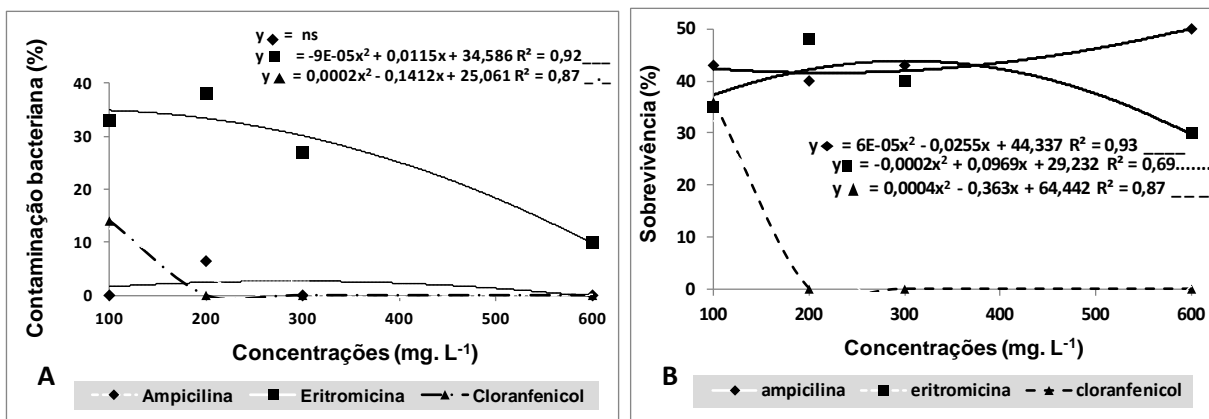 y ◆ = ns
y ■ = -9E-05x² + 0,0115x + 34,586 R² = 0,92 ___
y ▲ = 0,0002x² - 0,1412x + 25,061 R² = 0,87 _ . _
Contaminação bacteriana (%)
40
30
20
10
0
100 200 300 400 500 600
Concentrações (mg. L⁻¹)
A
Ampicilina Eritromicina Cloranfenicol
50
40
30
20
10
0
Sobrevivência (%)
y ◆ = 6E-05x² - 0,0255x + 44,337 R² = 0,93 ____
y ■ = -0,0002x² + 0,0969x + 29,232 R² = 0,69.......
y ▲ = 0,0004x² - 0,363x + 64,442 R² = 0,87 _ _ _
100 200 300 400 500 600
Concentrações (mg. L⁻¹)
B
ampicilina eritromicina cloranfenicol